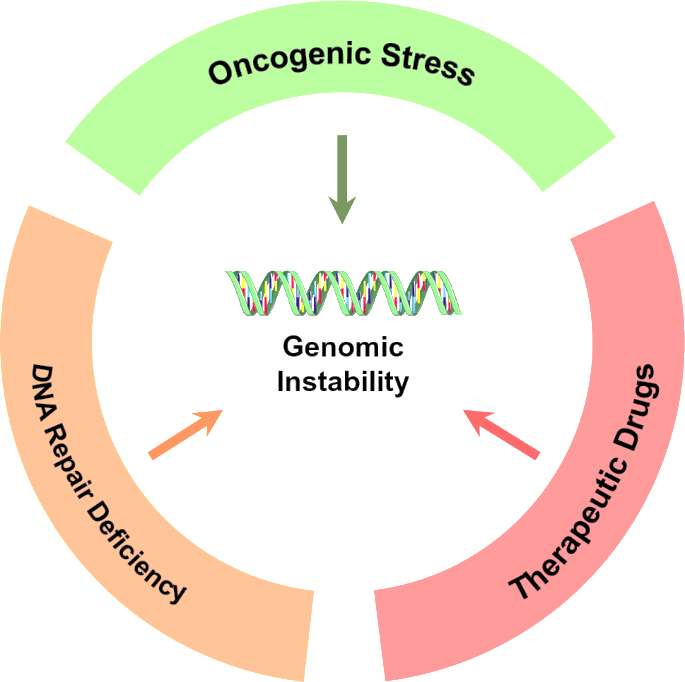 Oncogenic Stress
Genomic
Instability
DNA Repair Deficiency
Therapeutic Drugs